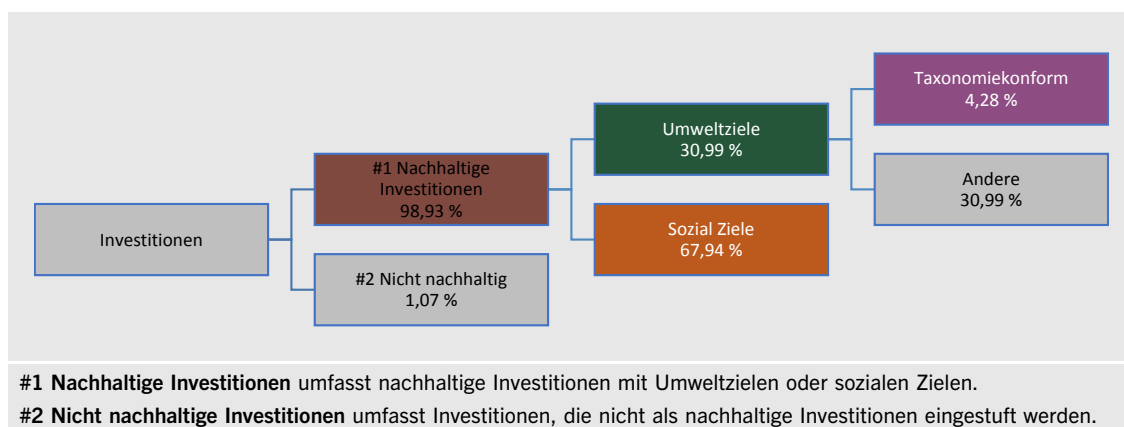 Investitionen
#1 Nachhaltige
Investitionen
98,93 %
#2 Nicht nachhaltig
1,07 %
Umweltziele
30,99 %
Sozial Ziele
67,94 %
Taxonomiekonform
4,28 %
Andere
30,99 %
#1 Nachhaltige Investitionen umfasst nachhaltige Investitionen mit Umweltzielen oder sozialen Zielen.
#2 Nicht nachhaltige Investitionen umfasst Investitionen, die nicht als nachhaltige Investitionen eingestuft werden.